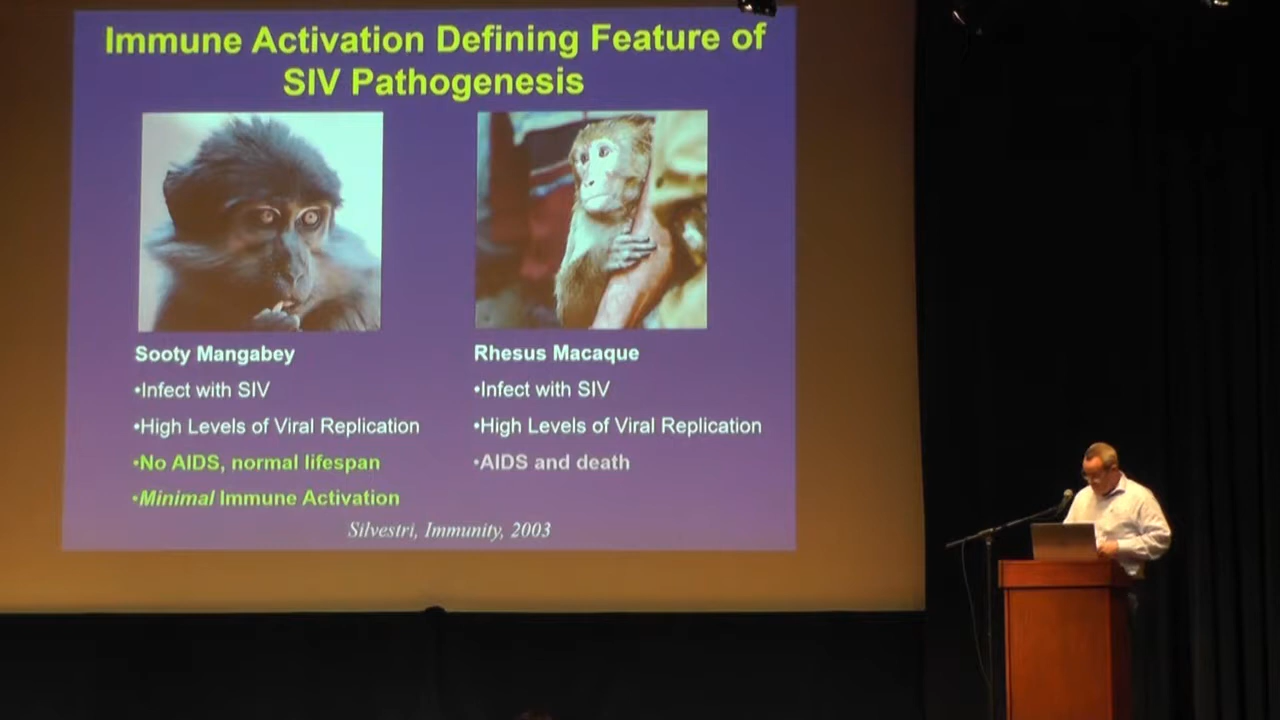 Immune Activation Defining Feature of
SIV Pathogenesis
Sooty Mangabey
•Infect with SIV
•High Levels of Viral Replication
•No AIDS, normal lifespan
•Minimal Immune Activation
Rhesus Macaque
•Infect with SIV
•High Levels of Viral Replication
•AIDS and death
Silvestri, Immunity, 2003